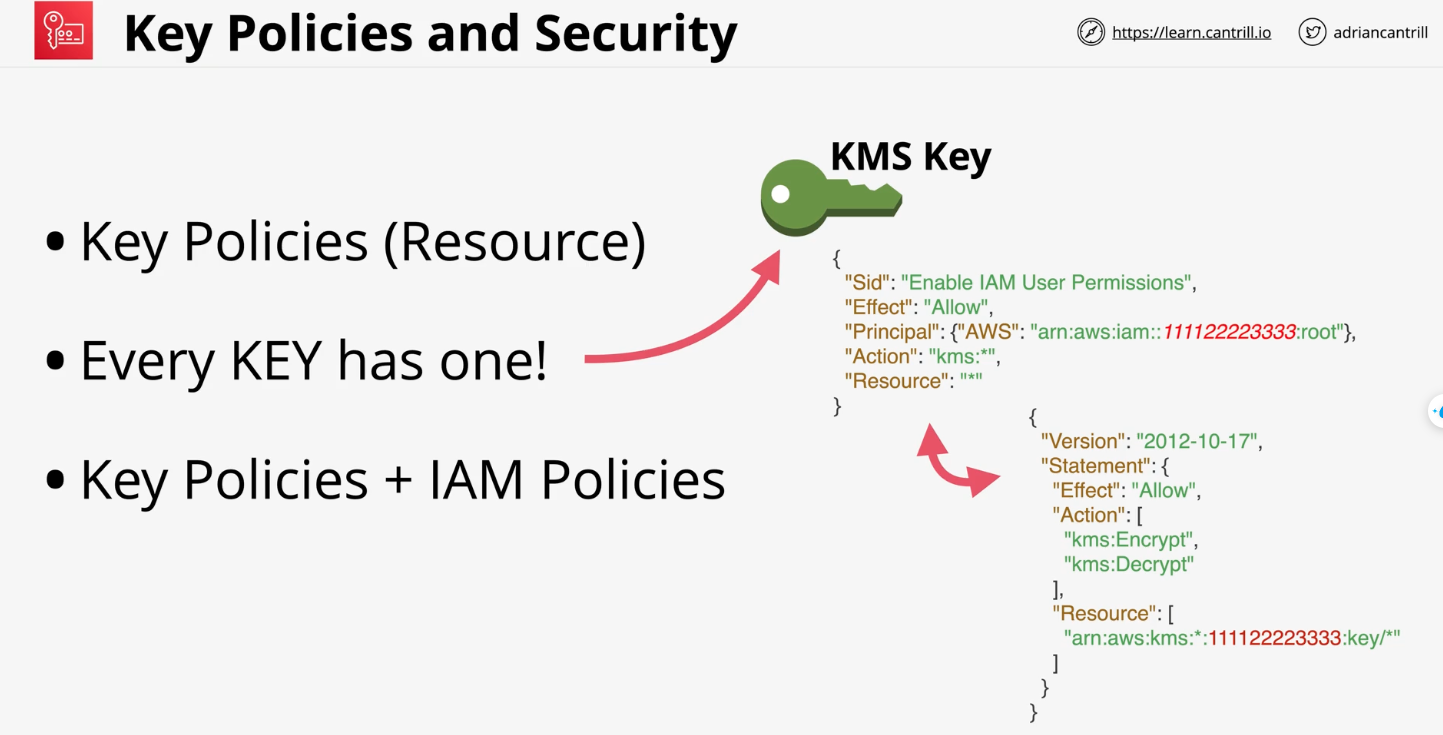 Key Policies and Security
https://learn.cantrill.io
adriancantrill
• Key Policies (Resource)
• Every KEY has one!
• Key Policies + IAM Policies
KMS Key
{
"Sid": "Enable IAM User Permissions",
"Effect": "Allow",
"Principal": {"AWS": "arn:aws:iam::111122223333:root"},
"Action": "kms:*",
"Resource": "*"
}
{
"Version": "2012-10-17",
"Statement": {
"Effect": "Allow",
"Action": [
"kms:Encrypt",
"kms:Decrypt"
],
"Resource": [
"arn:aws:kms:*:111122223333:key/*"
]
}
}